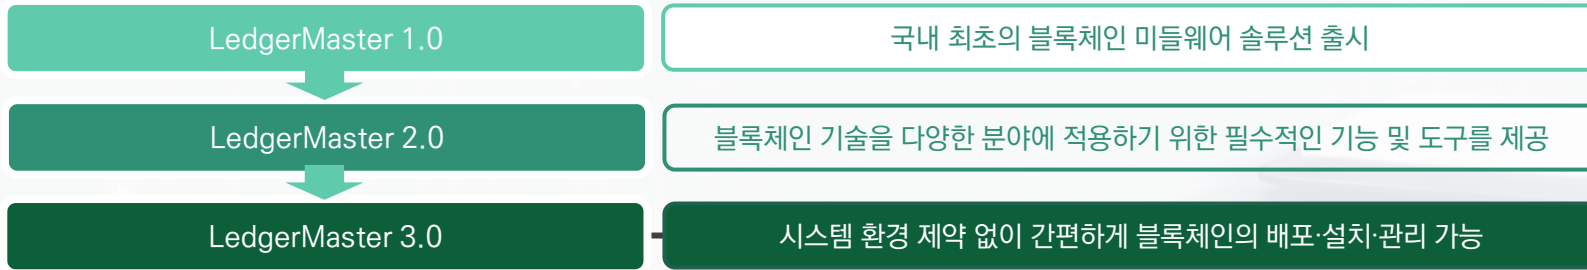 LedgerMaster 1.0
국내 최초의 블록체인 미들웨어 솔루션 출시
LedgerMaster 2.0
블록체인 기술을 다양한 분야에 적용하기 위한 필수적인 기능 및 도구를 제공
LedgerMaster 3.0
시스템 환경 제약 없이 간편하게 블록체인의 배포·설치·관리 가능